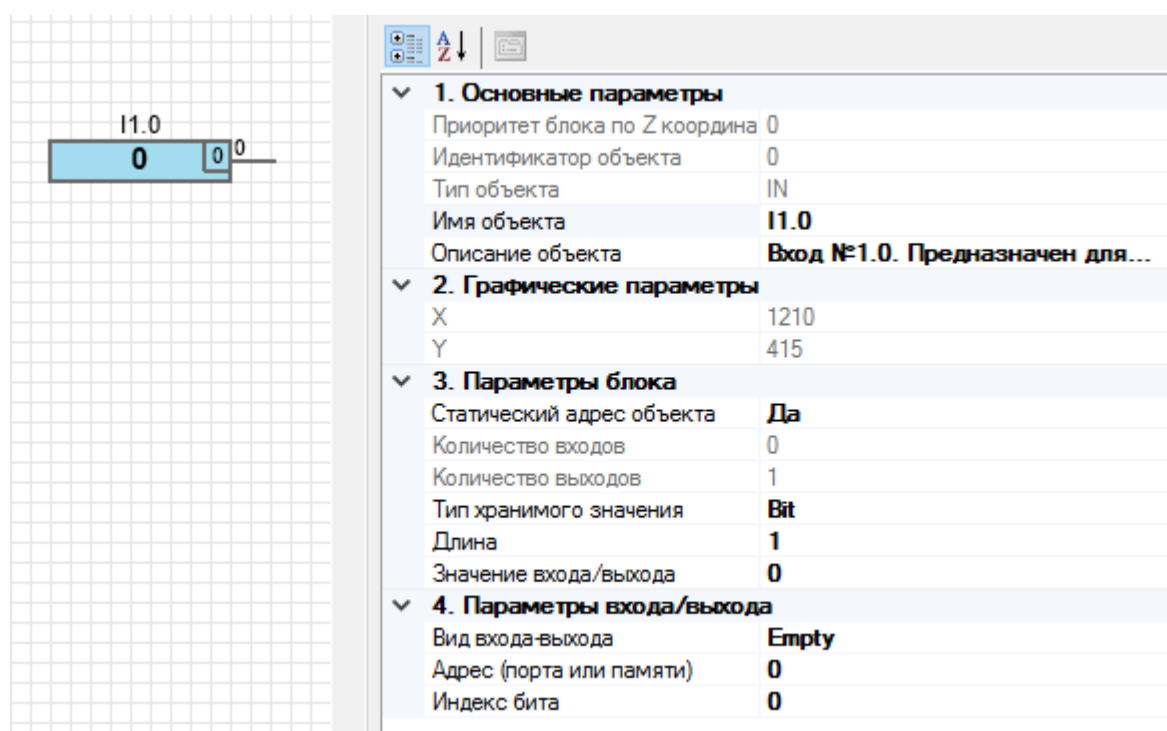 I1.0
0
0
0
1. Основные параметры
Приоритет блока по Z координа 0
Идентификатор объекта 0
Тип объекта IN
Имя объекта I1.0
Описание объекта Вход №1.0. Предназначен для...
2. Графические параметры
X 1210
Y 415
3. Параметры блока
Статический адрес объекта Да
Количество входов 0
Количество выходов 1
Тип хранимого значения Bit
Длина 1
Значение входа/выхода 0
4. Параметры входа/выхода
Вид входа-выхода Empty
Адрес (порта или памяти) 0
Индекс бита 0